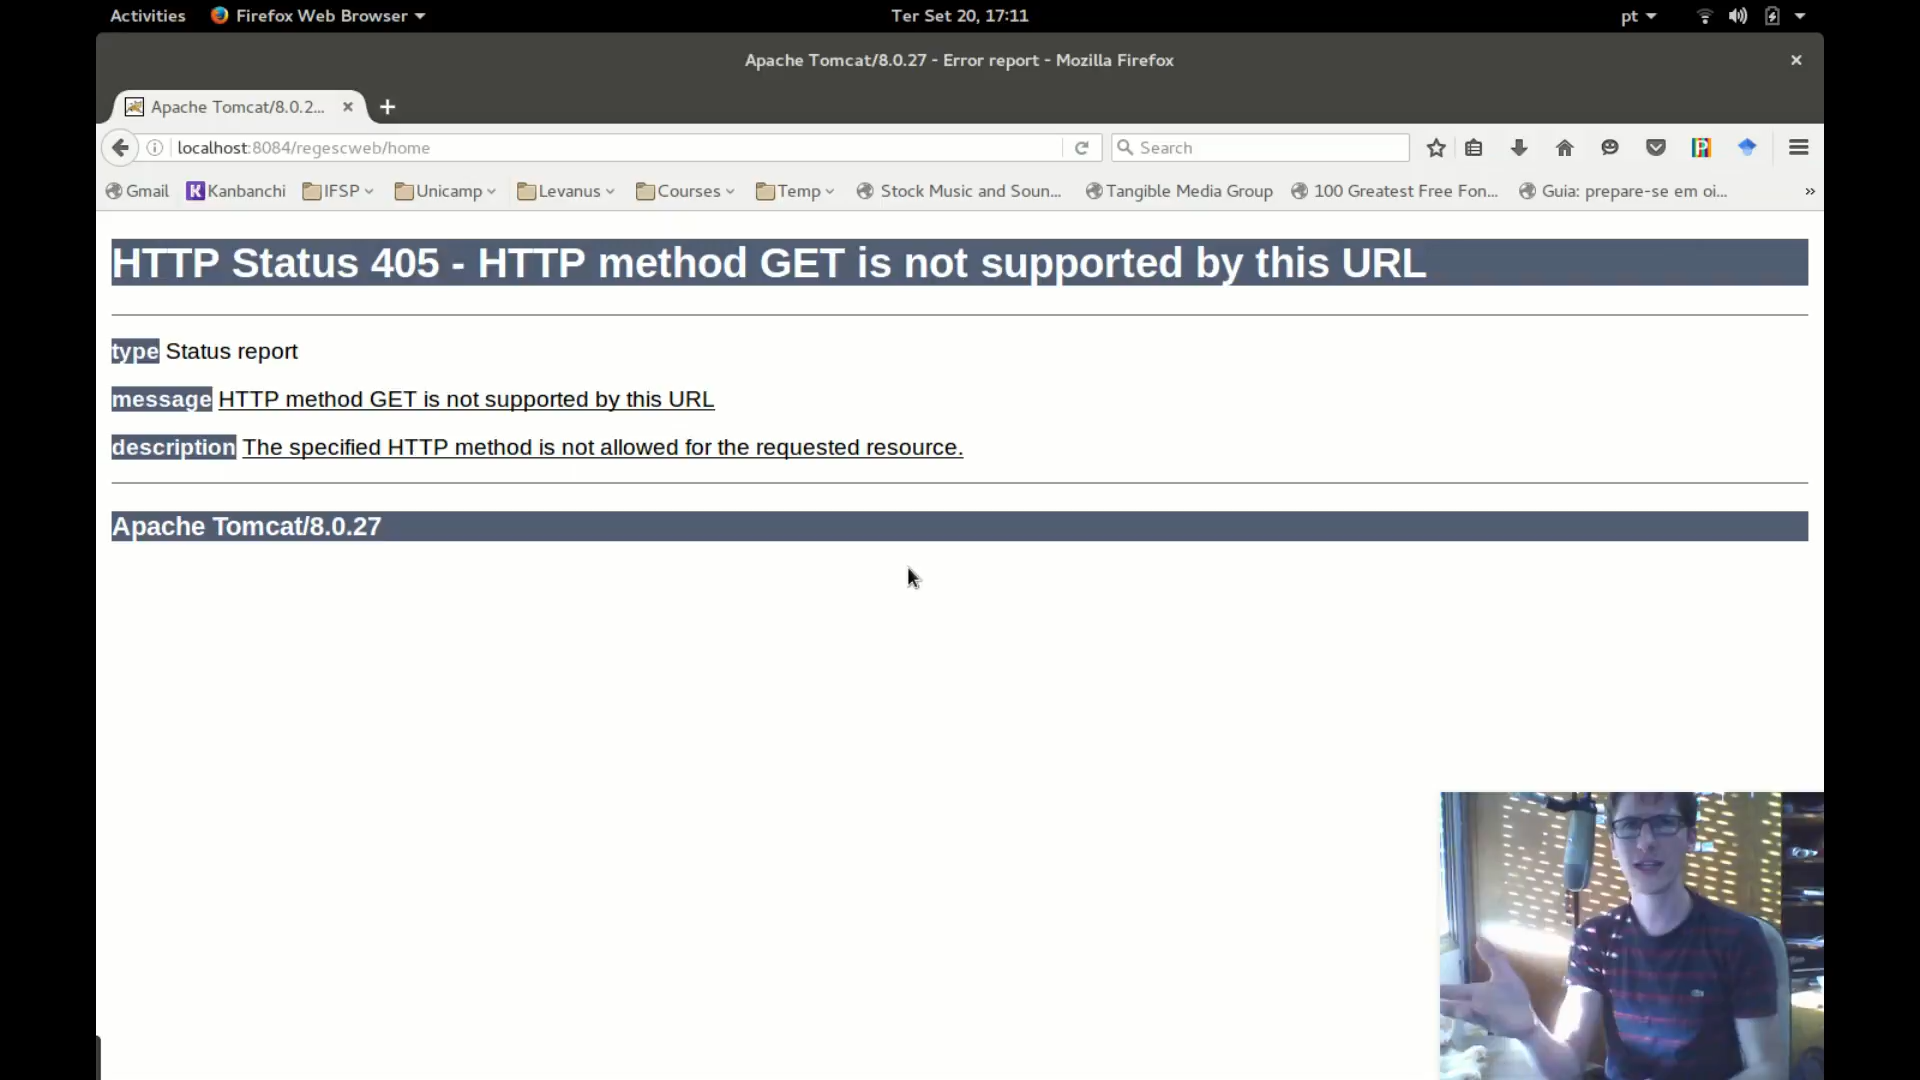 Activities Firefox Web Browser Ter Set 20, 17:11 pt
Apache Tomcat/8.0.27 - Error report - Mozilla Firefox
Apache Tomcat/8.0.2...
localhost:8084/regescweb/home Search
Gmail Kanbanchi IFSP Unicamp Levanus Courses Temp Stock Music and Soun... Tangible Media Group 100 Greatest Free Fon... Guia: prepare-se em oi...
HTTP Status 405 - HTTP method GET is not supported by this URL
type Status report
message HTTP method GET is not supported by this URL
description The specified HTTP method is not allowed for the requested resource.
Apache Tomcat/8.0.27